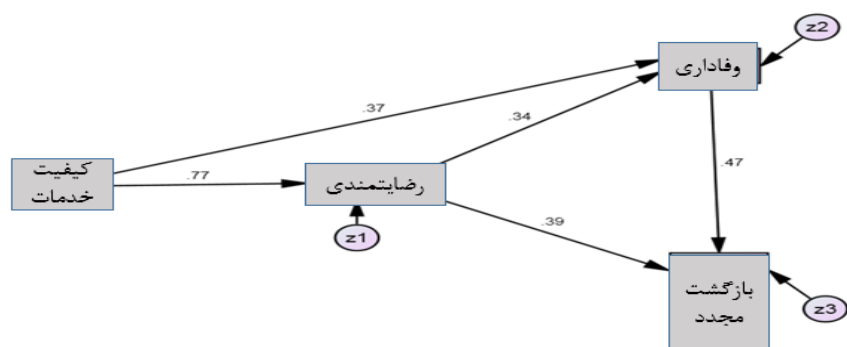 z2
وفاداری
.37
.34
کیفیت
خدمات
.77
رضایتمندی
.47
z1
.39
بازگشت
مجدد
z3